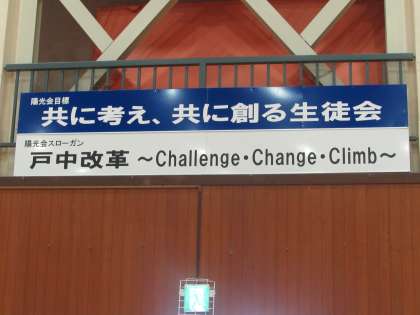 陽光会目標
共に考え、共に創る生徒会
陽光会スローガン
戸中改革 ～Challenge・Change・Climb～